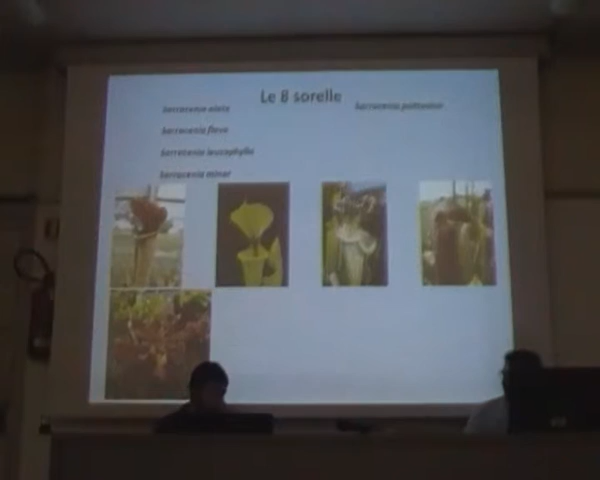 Le 8 sorelle
Sarracenia alata
Sarracenia psittacina
Sarracenia flava
Sarracenia leucophylla
Sarracenia minor